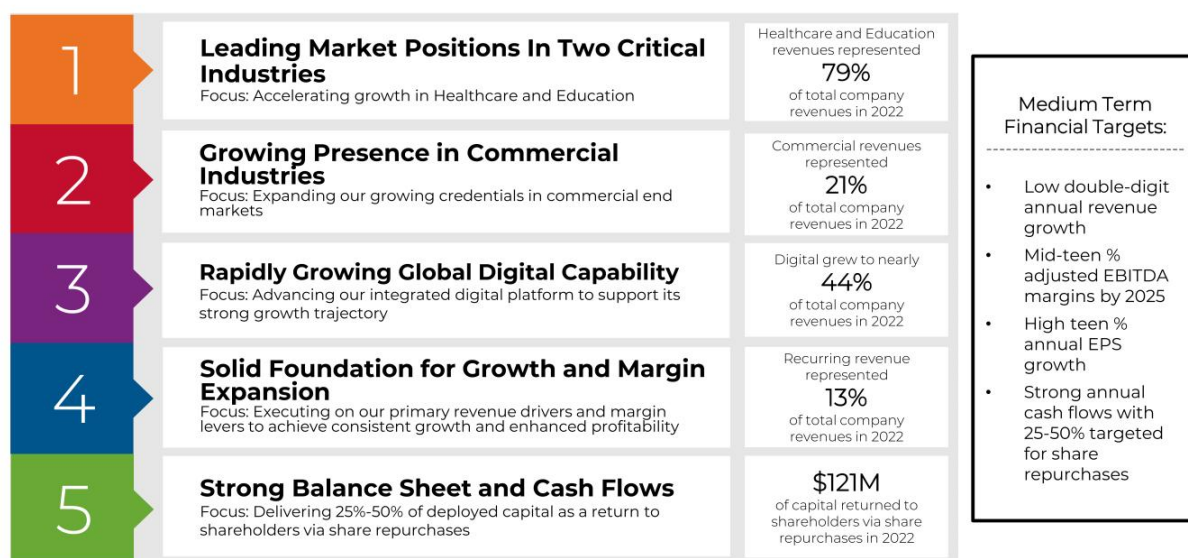 1
Leading Market Positions In Two Critical
Industries
Focus: Accelerating growth in Healthcare and Education
Healthcare and Education
revenues represented
79%
of total company
revenues in 2022
2
Growing Presence in Commercial
Industries
Focus: Expanding our growing credentials in commercial end
markets
Commercial revenues
represented
21%
of total company
revenues in 2022
3
Rapidly Growing Global Digital Capability
Focus: Advancing our integrated digital platform to support its
strong growth trajectory
Digital grew to nearly
44%
of total company
revenues in 2022
4
Solid Foundation for Growth and Margin
Expansion
Focus: Executing on our primary revenue drivers and margin
levers to achieve consistent growth and enhanced profitability
Recurring revenue
represented
13%
of total company
revenues in 2022
5
Strong Balance Sheet and Cash Flows
Focus: Delivering 25%-50% of deployed capital as a return to
shareholders via share repurchases
$121M
of capital returned to
shareholders via share
repurchases in 2022
Medium Term
Financial Targets:
• Low double-digit
annual revenue
growth
• Mid-teen %
adjusted EBITDA
margins by 2025
• High teen %
annual EPS
growth
• Strong annual
cash flows with
25-50% targeted
for share
repurchases